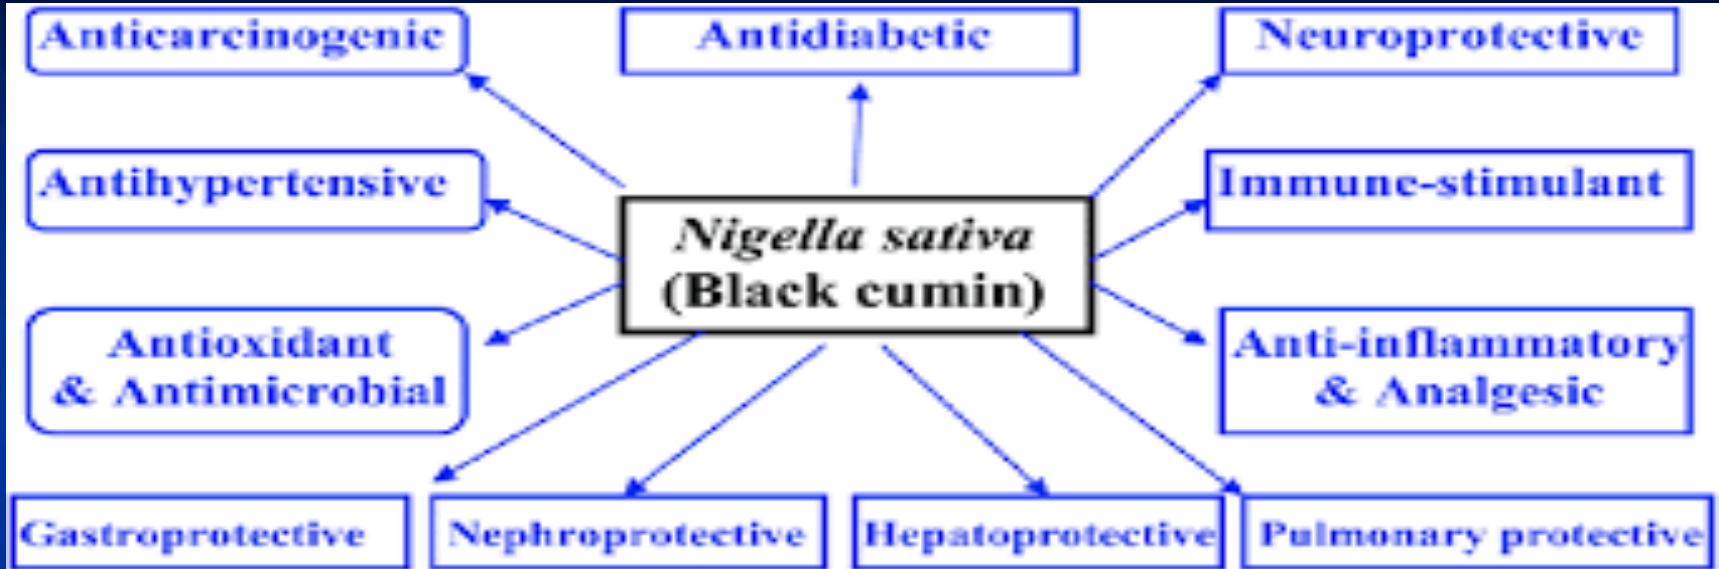 Anticarcinogenic
Antidiabetic
Neuroprotective
Antihypertensive
Immune-stimulant
Nigella sativa
(Black cumin)
Antioxidant
& Antimicrobial
Anti-inflammatory
& Analgesic
Gastroprotective
Nephroprotective
Hepatoprotective
Pulmonary protective